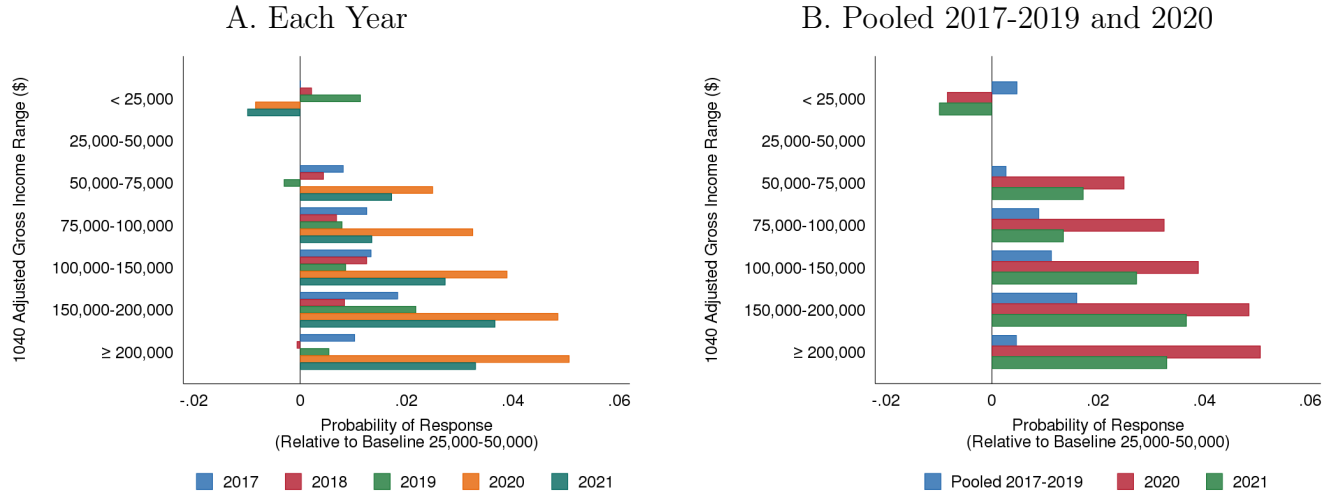 A. Each Year
1040 Adjusted Gross Income Range ($)
< 25,000
25,000-50,000
50,000-75,000
75,000-100,000
100,000-150,000
150,000-200,000
≥ 200,000
-.02 0 .02 .04 .06
Probability of Response
(Relative to Baseline 25,000-50,000)
2017 2018 2019 2020 2021
B. Pooled 2017-2019 and 2020
1040 Adjusted Gross Income Range ($)
< 25,000
25,000-50,000
50,000-75,000
75,000-100,000
100,000-150,000
150,000-200,000
≥ 200,000
-.02 0 .02 .04 .06
Probability of Response
(Relative to Baseline 25,000-50,000)
Pooled 2017-2019 2020 2021